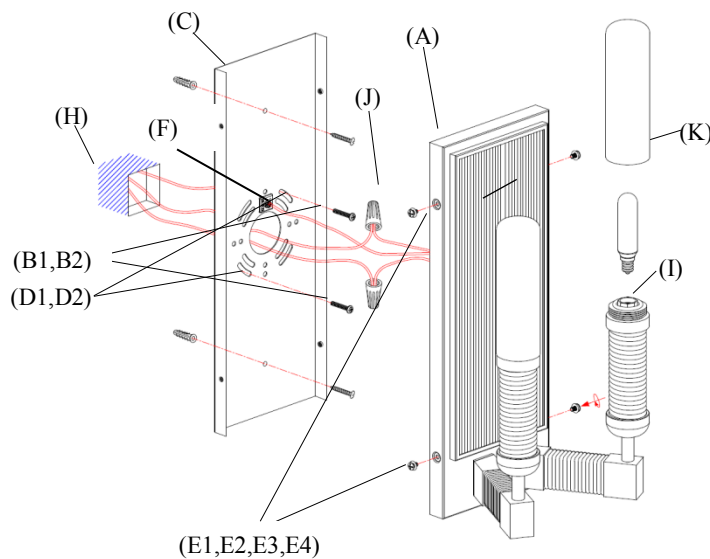 (C)
(A)
(J)
(H)
(F)
(K)
(B1,B2)
(I)
(D1,D2)
(E1,E2,E3,E4)